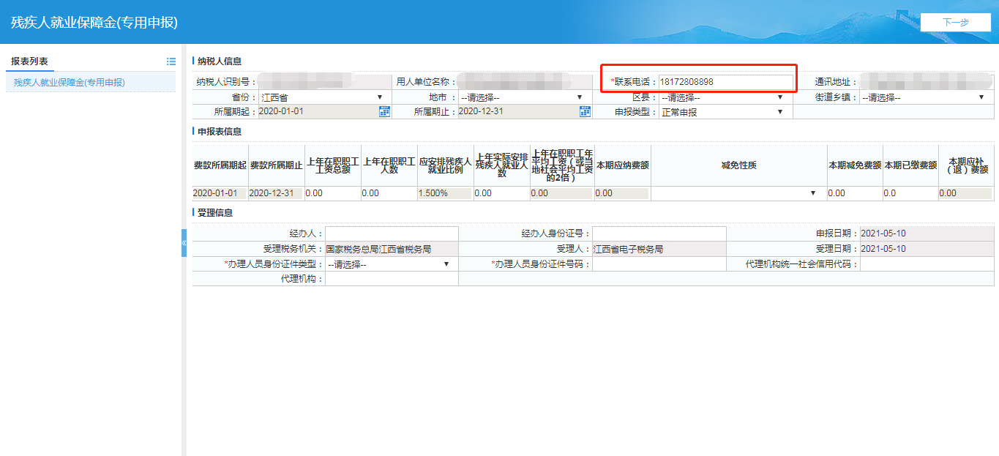 残疾人就业保障金(专用申报)
下一步
报表列表
残疾人就业保障金(专用申报)
纳税人信息
纳税人识别号： 用人单位名称： *联系电话： 18172808898 通讯地址：
省份： 江西省 地市 ： --请选择-- 区县： --请选择-- 街道乡镇： --请选择--
所属期起： 2020-01-01 所属期止： 2020-12-31 申报类型： 正常申报
申报表信息
费款所属期起 费款所属期止 上年在职职工工资总额 上年在职职工人数 应安排残疾人就业比例 上年实际安排残疾人就业人数 上年在职职工年平均工资（或当地社会平均工资的2倍） 本期应纳费额 减免性质 本期减免费额 本期已缴费额 本期应补（退）费额
2020-01-01 2020-12-31 0.00 0.00 1.500% 0.00 0.00 0.00 0.00 0.0 0.00
受理信息
经办人： 经办人身份证号： 申报日期： 2021-05-10
受理税务机关： 国家税务总局江西省税务局 受理人： 江西省电子税务局 受理日期： 2021-05-10
*办理人员身份证件类型： --请选择-- *办理人员身份证件号码： 代理机构统一社会信用代码：
代理机构：